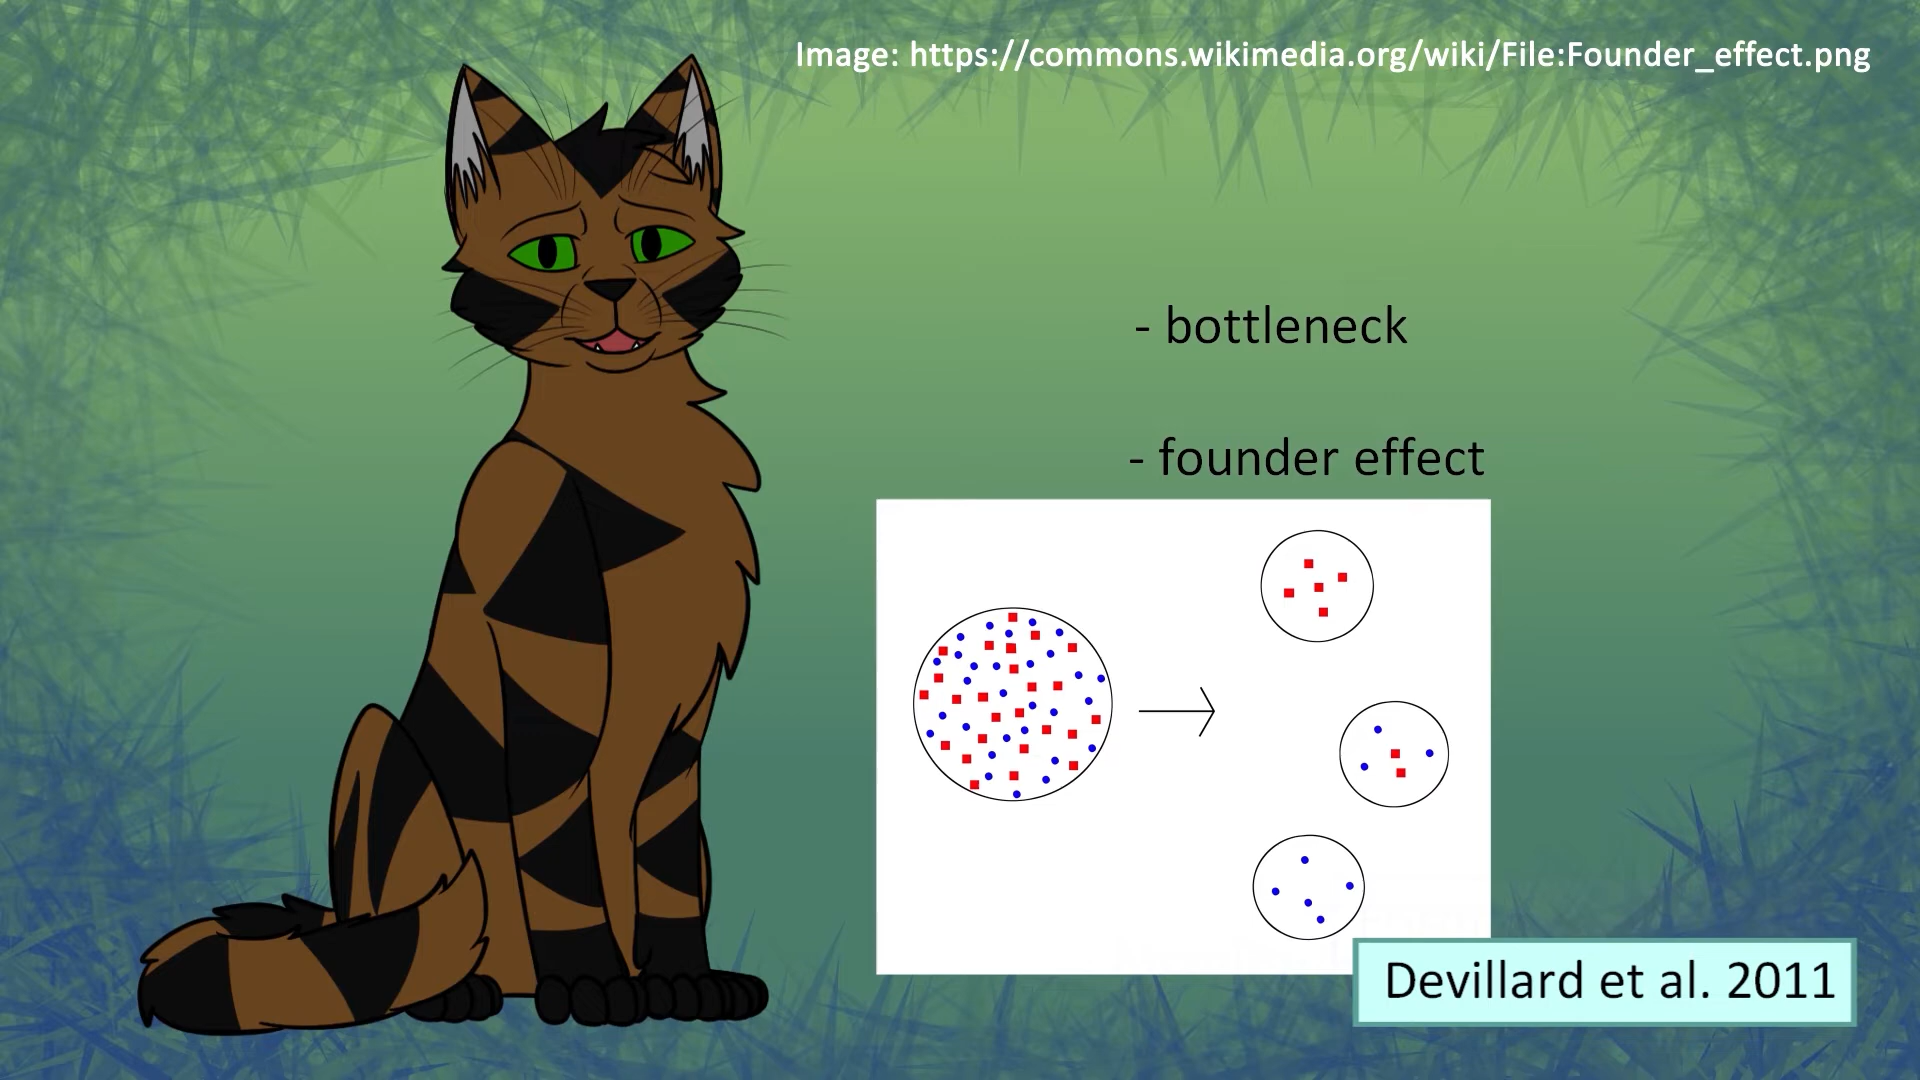 Image: https://commons.wikimedia.org/wiki/File:Founder_effect.png
- bottleneck
- founder effect
Devillard et al. 2011